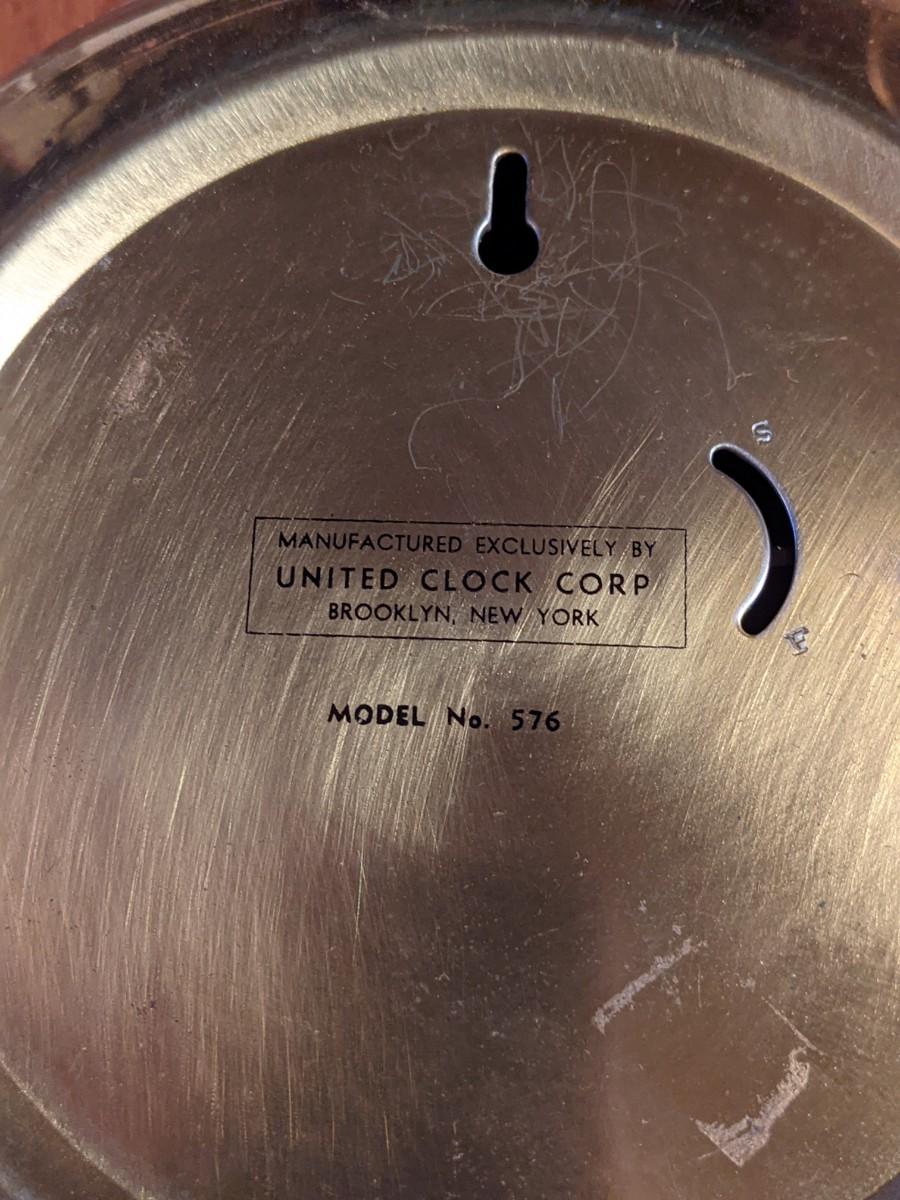 S
MANUFACTURED EXCLUSIVELY BY
UNITED CLOCK CORP
BROOKLYN, NEW YORK
F
MODEL No. 576